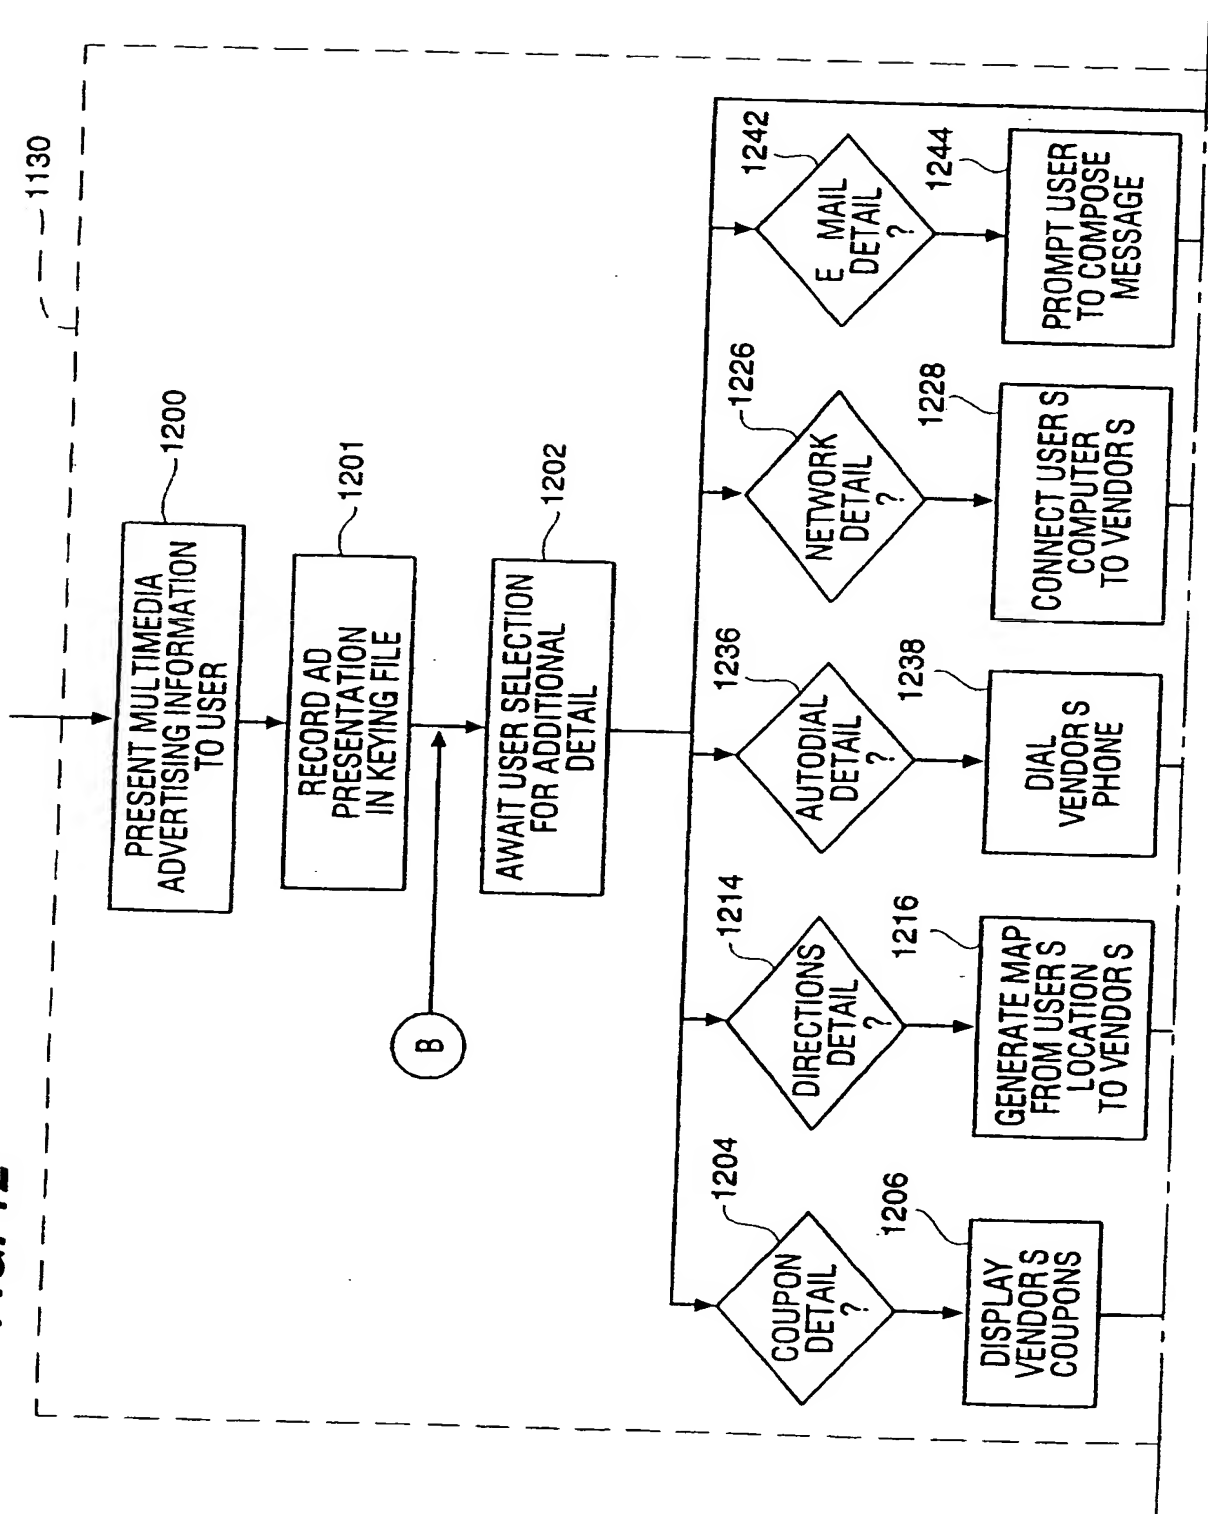 1130
PRESENT MULTIMEDIA
ADVERTISING INFORMATION
TO USER
1200
RECORD AD
PRESENTATION
IN KEYING FILE
1201
B
AWAIT USER SELECTION
FOR ADDITIONAL
DETAIL
1202
COUPON
DETAIL
?
1204
DIRECTIONS
DETAIL
?
1214
AUTODIAL
DETAIL
?
1236
NETWORK
DETAIL
?
1226
E MAIL
DETAIL
?
1242
DISPLAY
VENDOR S
COUPONS
1206
GENERATE MAP
FROM USER S
LOCATION
TO VENDOR S
1216
DIAL
VENDOR S
PHONE
1238
CONNECT USER S
COMPUTER
TO VENDOR S
1228
PROMPT USER
TO COMPOSE
MESSAGE
1244